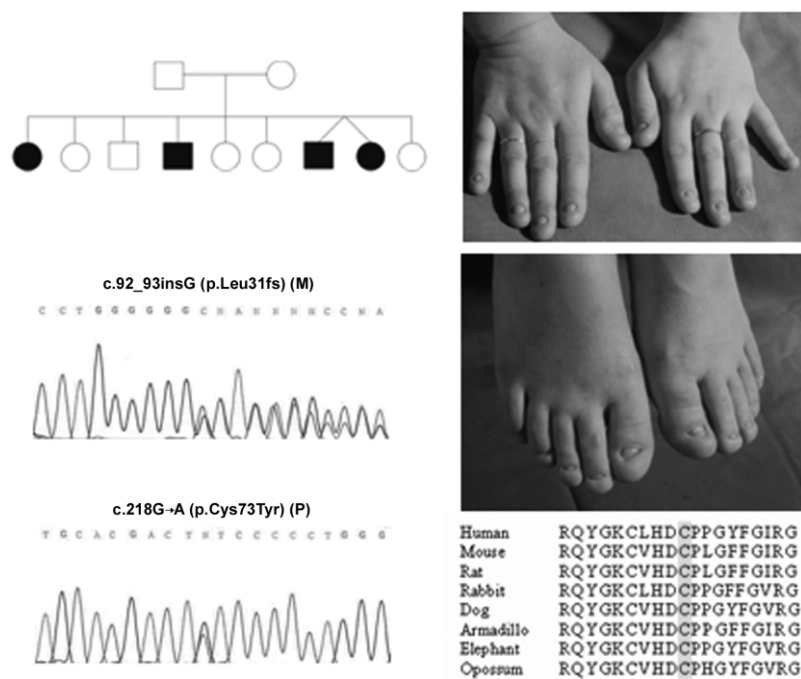 c.92_93insG (p.Leu31fs) (M)
C C T G G G G G G C N A N N N N C C N A
c.218G→A (p.Cys73Tyr) (P)
T G C A C G A C T N T C C C C C T G G G
Human RQYGKCLHDCPPGYFGIRG
Mouse RQYGKCVHDCPLGFFGIRG
Rat RQYGKCVHDCPLGFFGIRG
Rabbit RQYGKCLHDCPPGFFGVRG
Dog RQYGKCVHDCPPGYFGVRG
Armadillo RQYGKCVHDCPPGFFGIRG
Elephant RQYGKCVHDCPPGYFGVRG
Opossum RQYGKCVHDCPHGYFGVRG